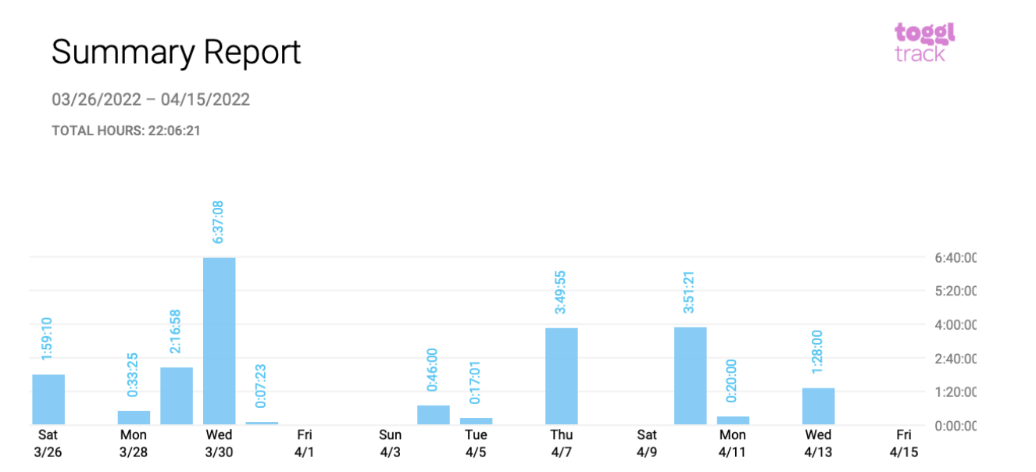 toggl
track
Summary Report
03/26/2022 – 04/15/2022
TOTAL HOURS: 22:06:21
1:59:10
0:33:25
2:16:58
6:37:08
0:07:23
0:46:00
0:17:01
3:49:55
3:51:21
0:20:00
1:28:00
6:40:00
5:20:00
4:00:00
2:40:00
1:20:00
0:00:00
Sat Mon Wed Fri Sun Tue Thu Sat Mon Wed Fri
3/26 3/28 3/30 4/1 4/3 4/5 4/7 4/9 4/11 4/13 4/15